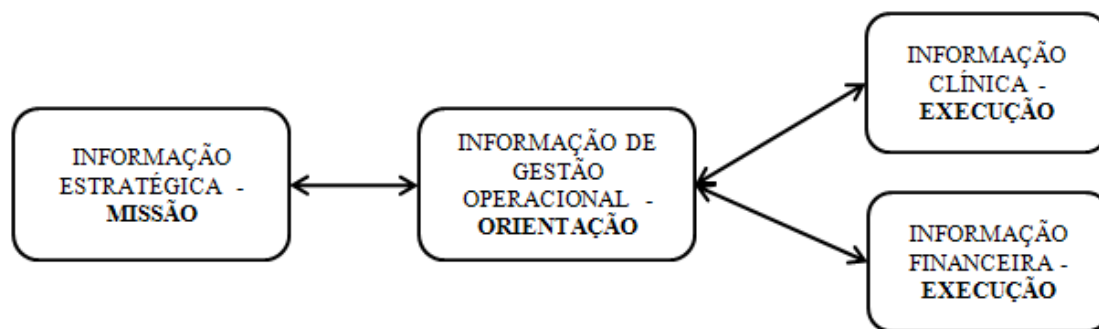 INFORMAÇÃO
ESTRATÉGICA -
MISSÃO
INFORMAÇÃO DE
GESTÃO
OPERACIONAL -
ORIENTAÇÃO
INFORMAÇÃO
CLÍNICA -
EXECUÇÃO
INFORMAÇÃO
FINANCEIRA -
EXECUÇÃO